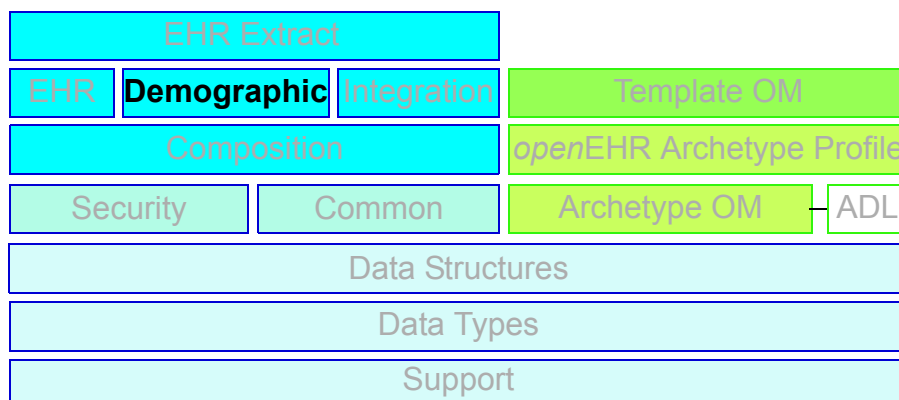 EHR Extract
EHR Demographic Integration Template OM
Composition openEHR Archetype Profile
Security Common Archetype OM ADL
Data Structures
Data Types
Support